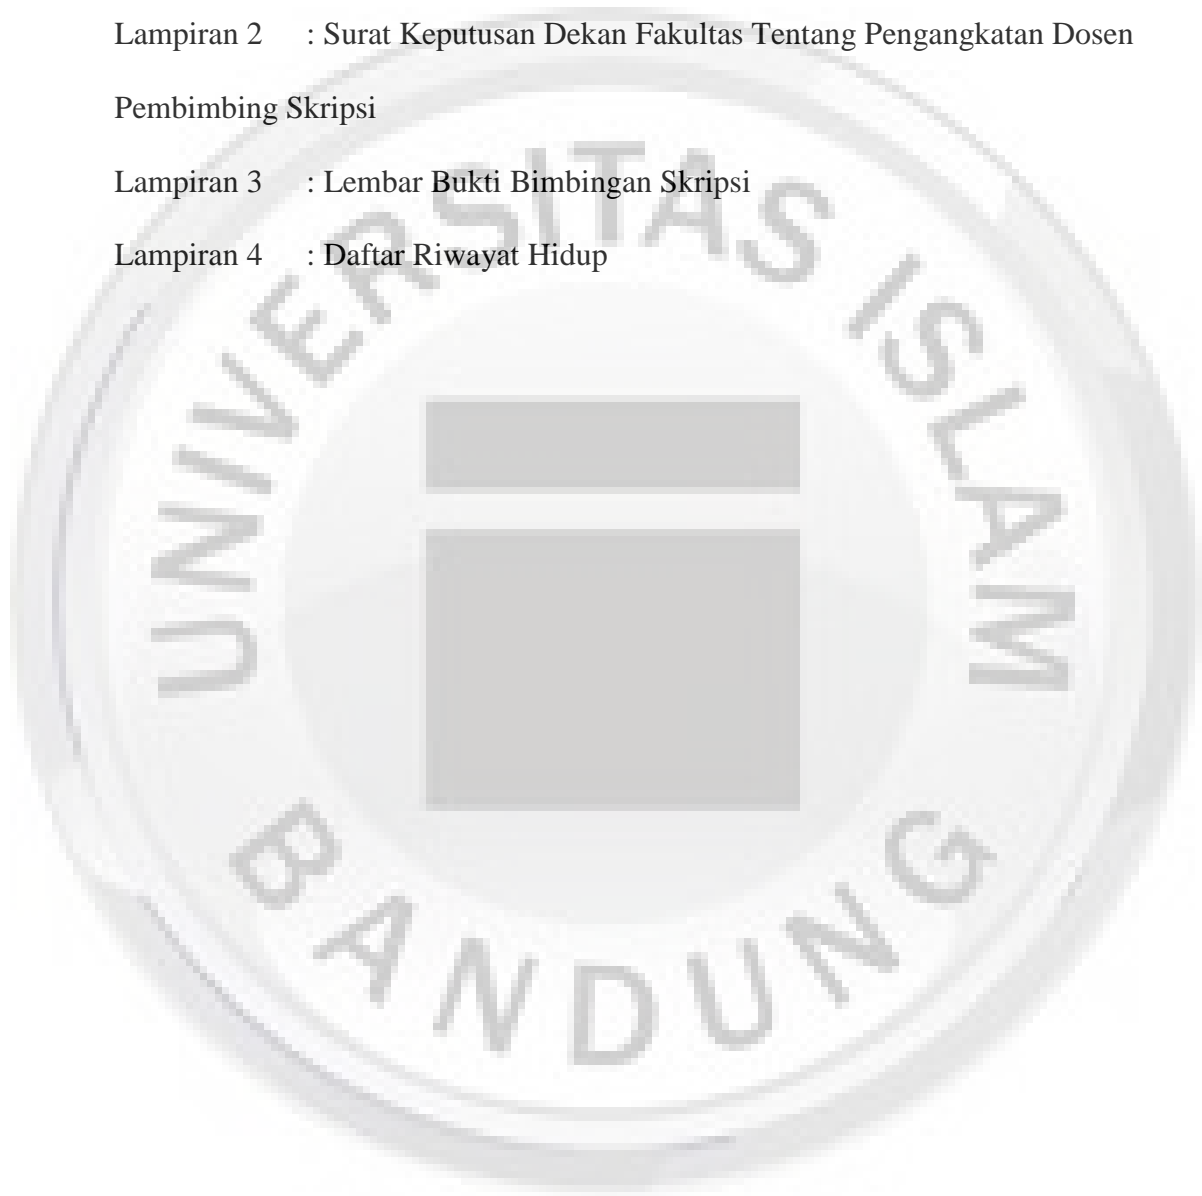 Lampiran 2 : Surat Keputusan Dekan Fakultas Tentang Pengangkatan Dosen
Pembimbing Skripsi
Lampiran 3 : Lembar Bukti Bimbingan Skripsi
Lampiran 4 : Daftar Riwayat Hidup
UNIVERSITAS ISLAM
BANDUNG